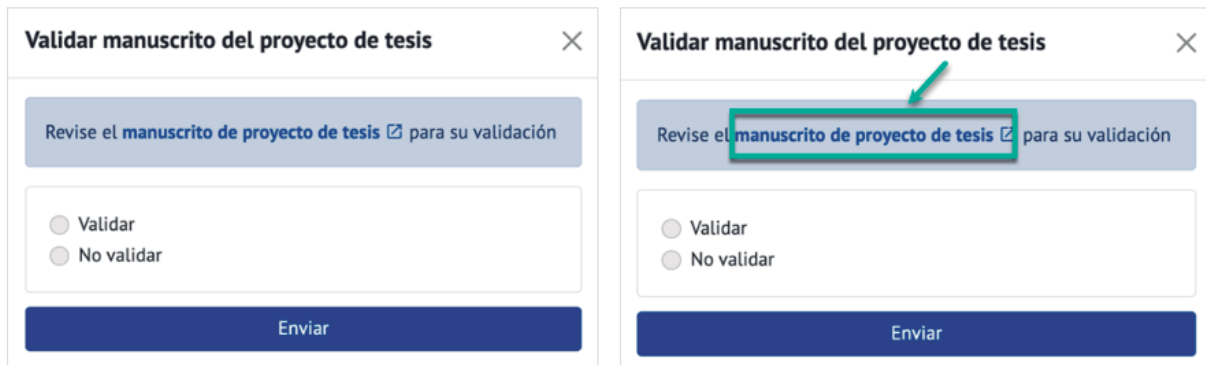 Validar manuscrito del proyecto de tesis
Revise el manuscrito de proyecto de tesis para su validación
Validar
No validar
Enviar
Validar manuscrito del proyecto de tesis
Revise el manuscrito de proyecto de tesis para su validación
Validar
No validar
Enviar